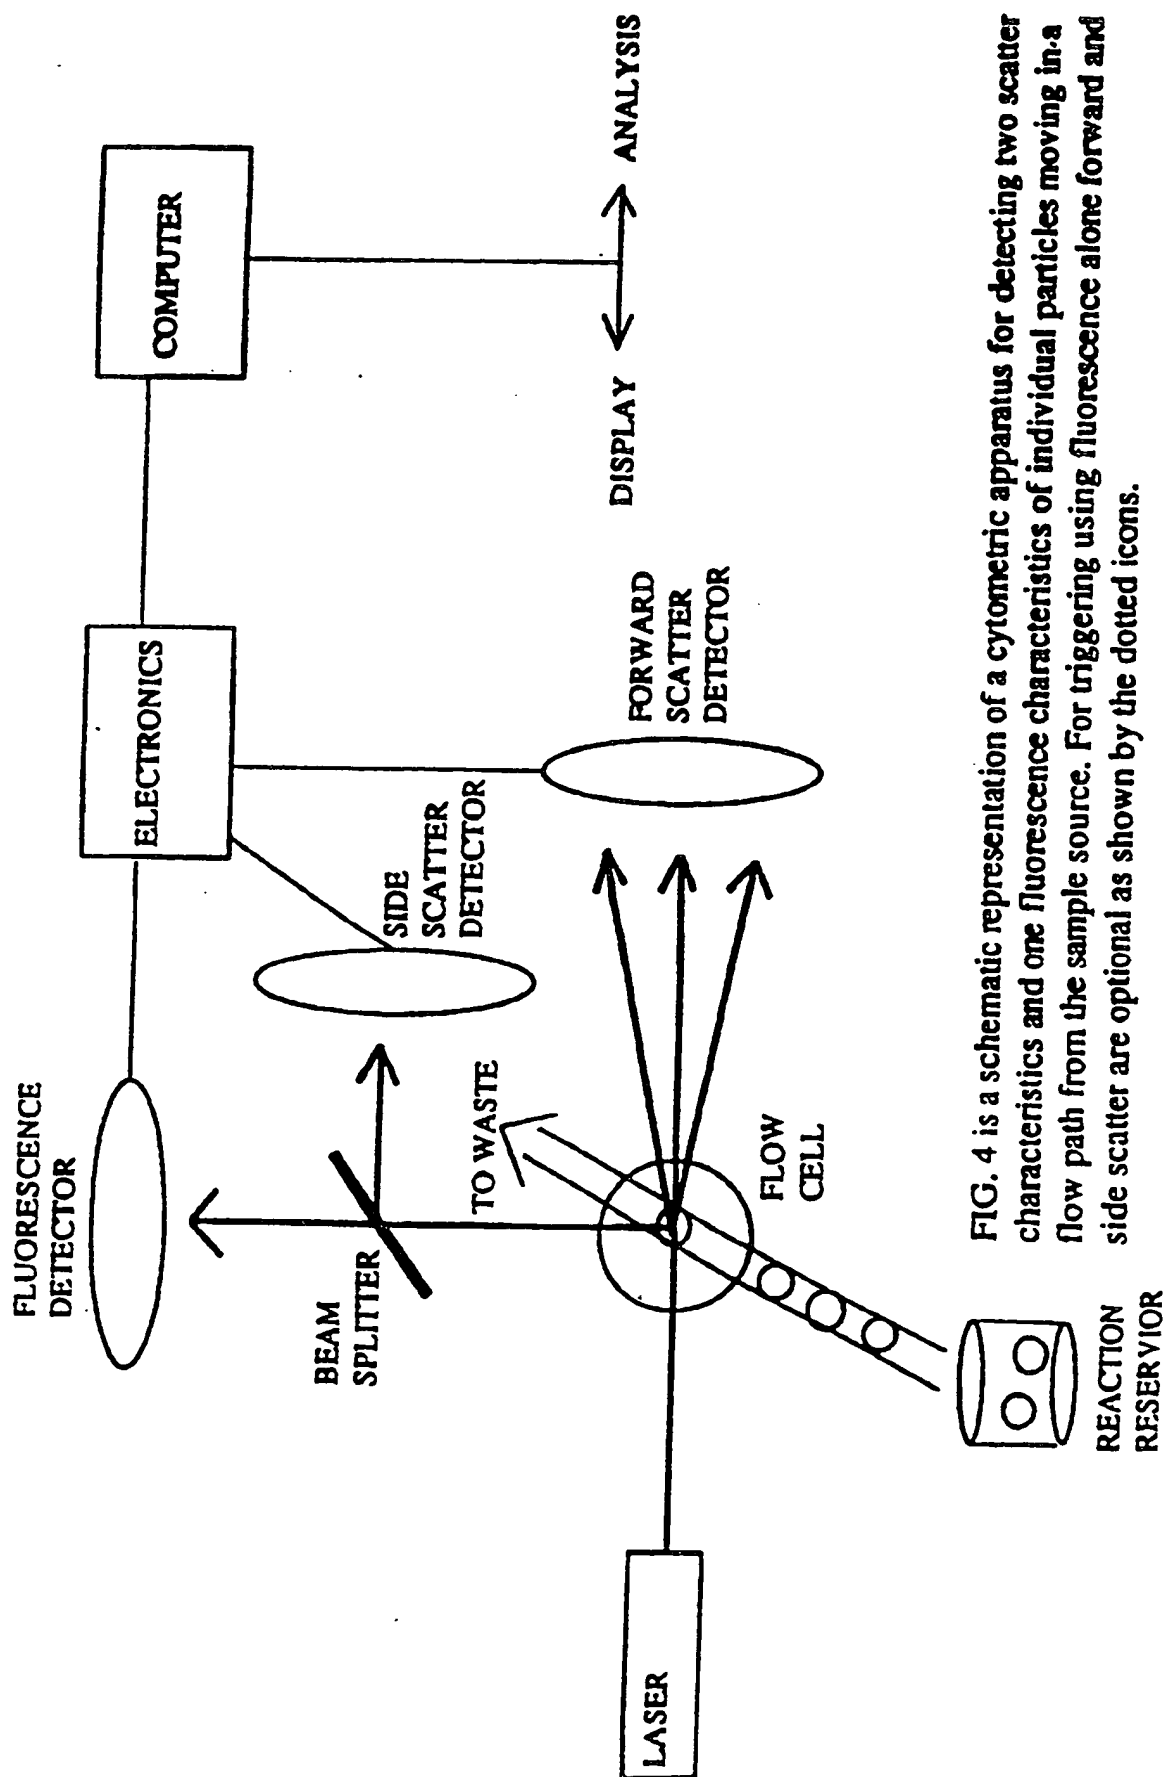 FLUORESCENCE
DETECTOR
ELECTRONICS
COMPUTER
BEAM
SPLITTER
SIDE
SCATTER
DETECTOR
TO WASTE
FORWARD
SCATTER
DETECTOR
DISPLAY
ANALYSIS
LASER
FLOW
CELL
REACTION
RESERVIOR
FIG. 4 is a schematic representation of a cytometric apparatus for detecting two scatter
characteristics and one fluorescence characteristics of individual particles moving in a
flow path from the sample source. For triggering using fluorescence alone forward and
side scatter are optional as shown by the dotted icons.